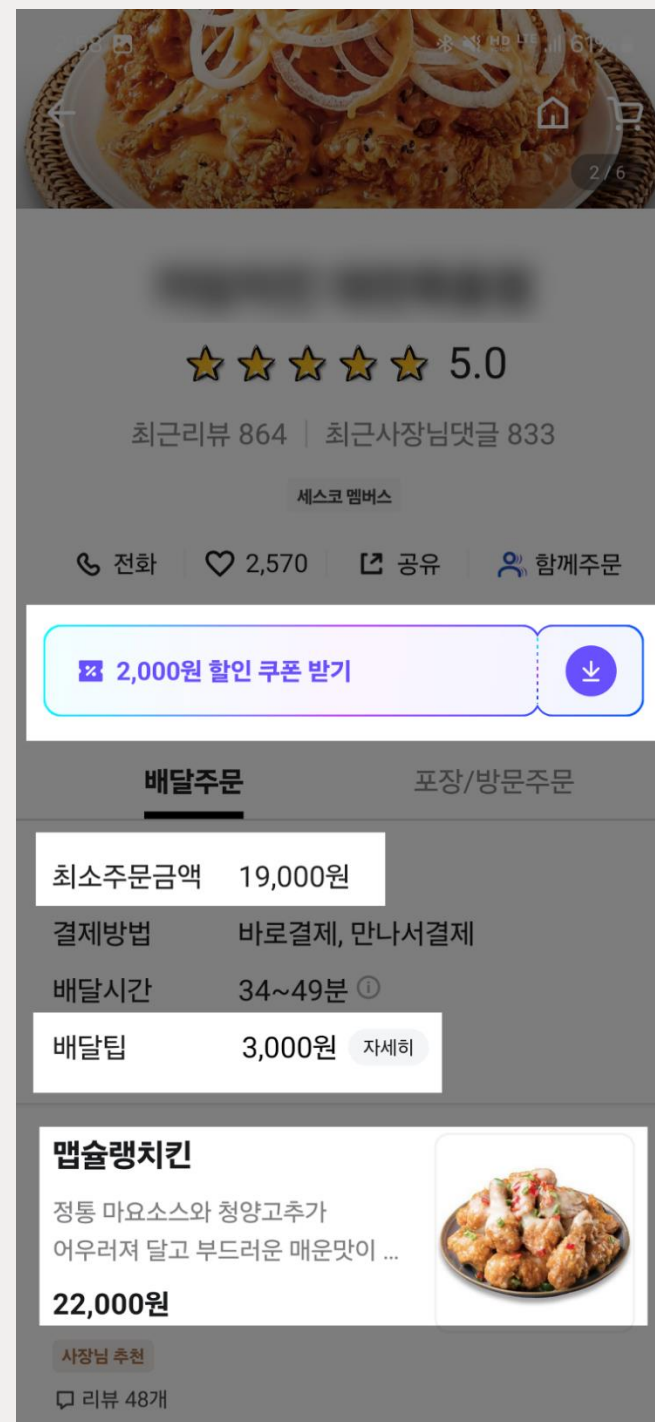 61%
HD LTE
2/6
5.0
최근리뷰 864 | 최근사장님댓글 833
세스코 멤버스
전화 2,570 공유 함께주문
2,000원 할인 쿠폰 받기
배달주문 포장/방문주문
최소주문금액 19,000원
결제방법 바로결제, 만나서결제
배달시간 34~49분
배달팁 3,000원 자세히
맵슐랭치킨
정통 마요소스와 청양고추가
어우러져 달고 부드러운 매운맛이 ...
22,000원
사장님 추천
리뷰 48개